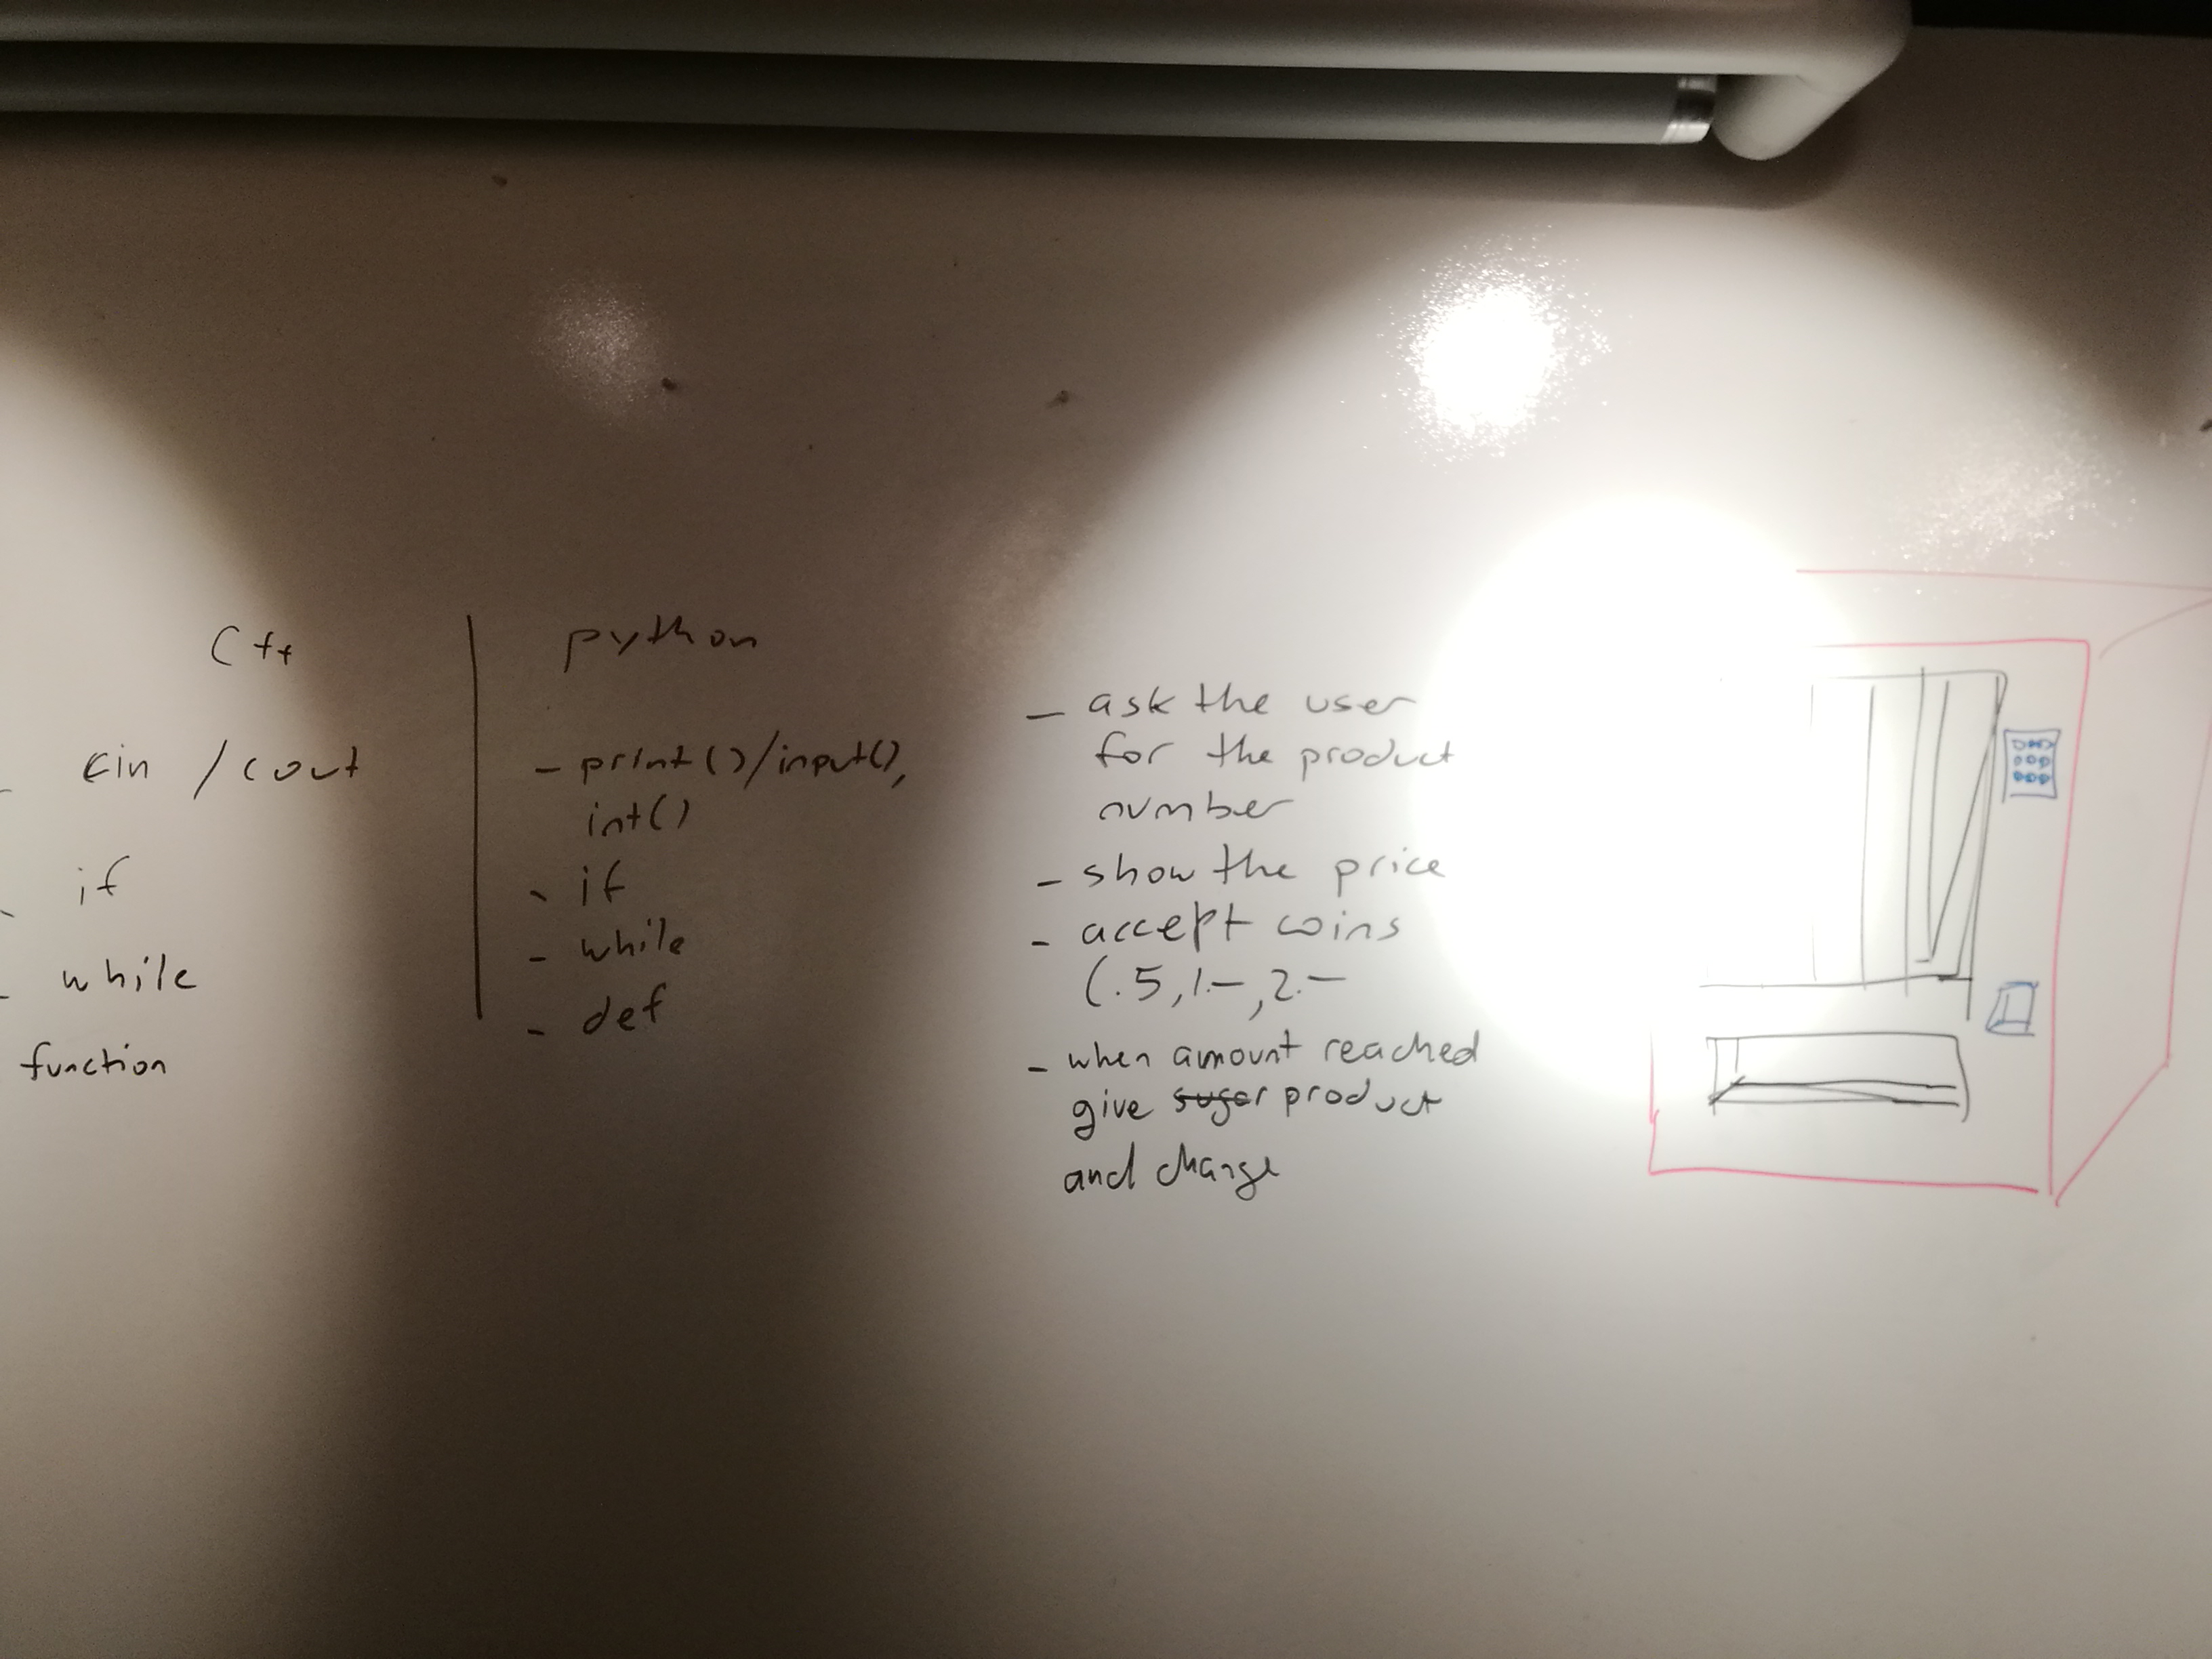 C++
cin / cout
if
while
function
python
- print()/input(),
int()
- if
- while
- def
- ask the user
for the product
number
- show the price
- accept coins
(.5, 1.-, 2.-
- when amount reached
give sugar product
and change